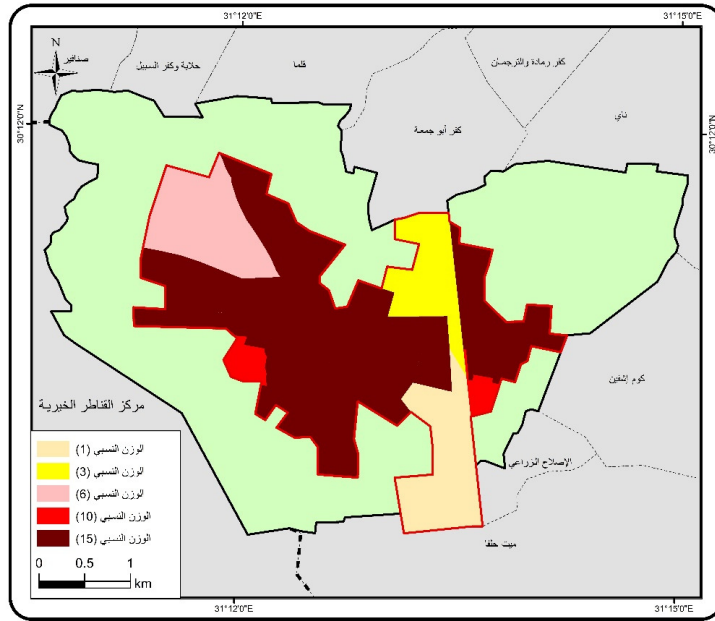 31°12'0"E
31°15'0"E
N
صنافير
حلابة وكفر السبيل
قلما
كفر رمادة والترجمان
ناي
كفر أبو جمعة
30°12'0"N
30°12'0"N
كوم إشفين
مركز القناطر الخيرية
الإصلاح الزراعي
ميت حلفا
الوزن النسبي (1)
الوزن النسبي (3)
الوزن النسبي (6)
الوزن النسبي (10)
الوزن النسبي (15)
0 0.5 1
km
31°12'0"E
31°15'0"E